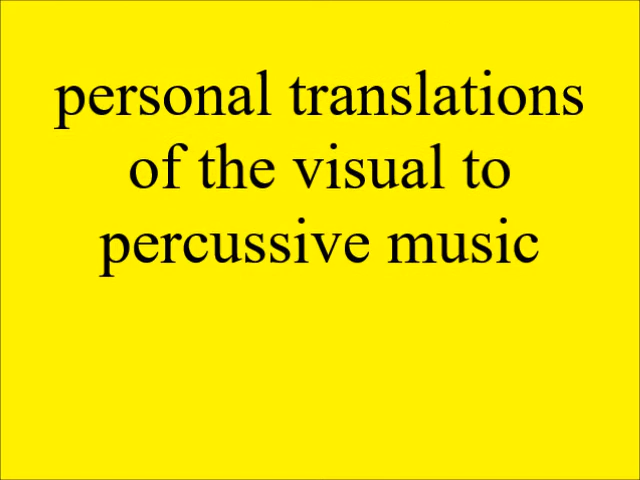 personal translations
of the visual to
percussive music